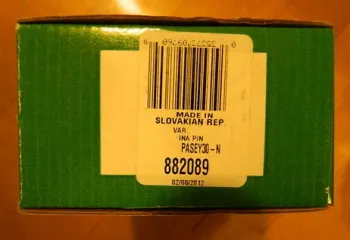 MADE IN
SLOVAKIAN REP.
VAR.
INA P/N
PASEY30-N
882089
02/08/2012